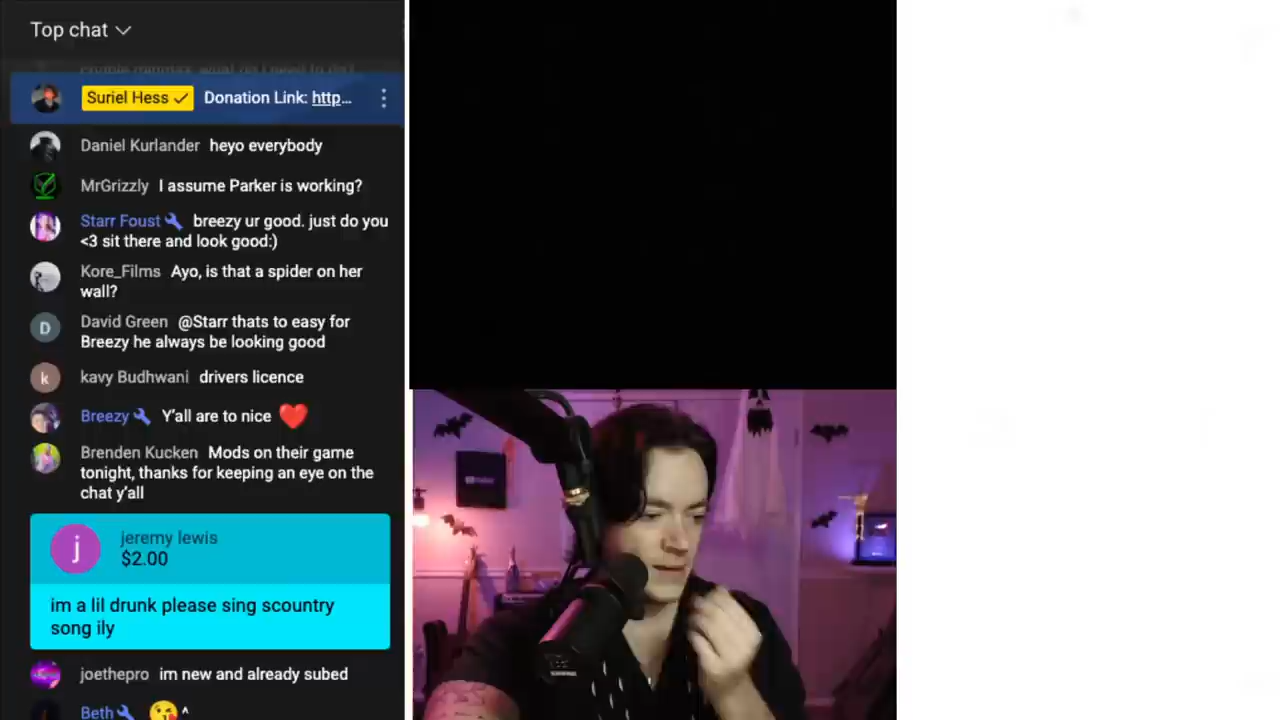 Top chat
Suriel Hess Donation Link: http...
Daniel Kurlander heyo everybody
MrGrizzly I assume Parker is working?
Starr Foust breezy ur good. just do you
<3 sit there and look good:)
Kore_Films Ayo, is that a spider on her
wall?
D David Green @Starr thats to easy for
Breezy he always be looking good
k kavy Budhwani drivers licence
Breezy Y'all are to nice ❤️
Brenden Kucken Mods on their game
tonight, thanks for keeping an eye on the
chat y'all
j jeremy lewis
$2.00
im a lil drunk please sing scountry
song ily
joethepro im new and already subed
Beth 😘 ^